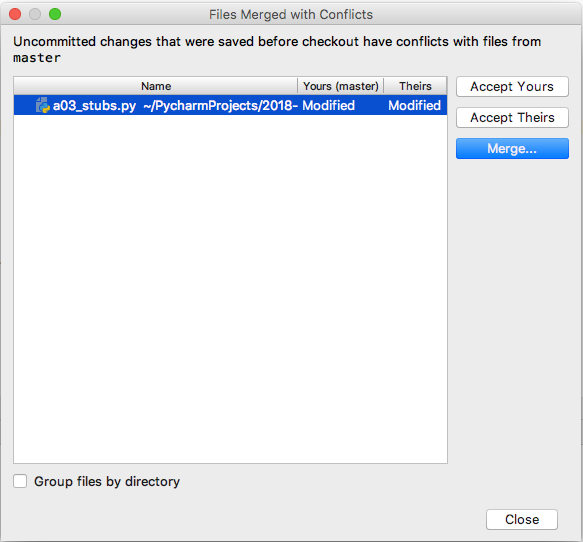 Files Merged with Conflicts
Uncommitted changes that were saved before checkout have conflicts with files from
master
Name Yours (master) Theirs
a03_stubs.py ~/PycharmProjects/2018- Modified Modified
Accept Yours
Accept Theirs
Merge...
Group files by directory
Close